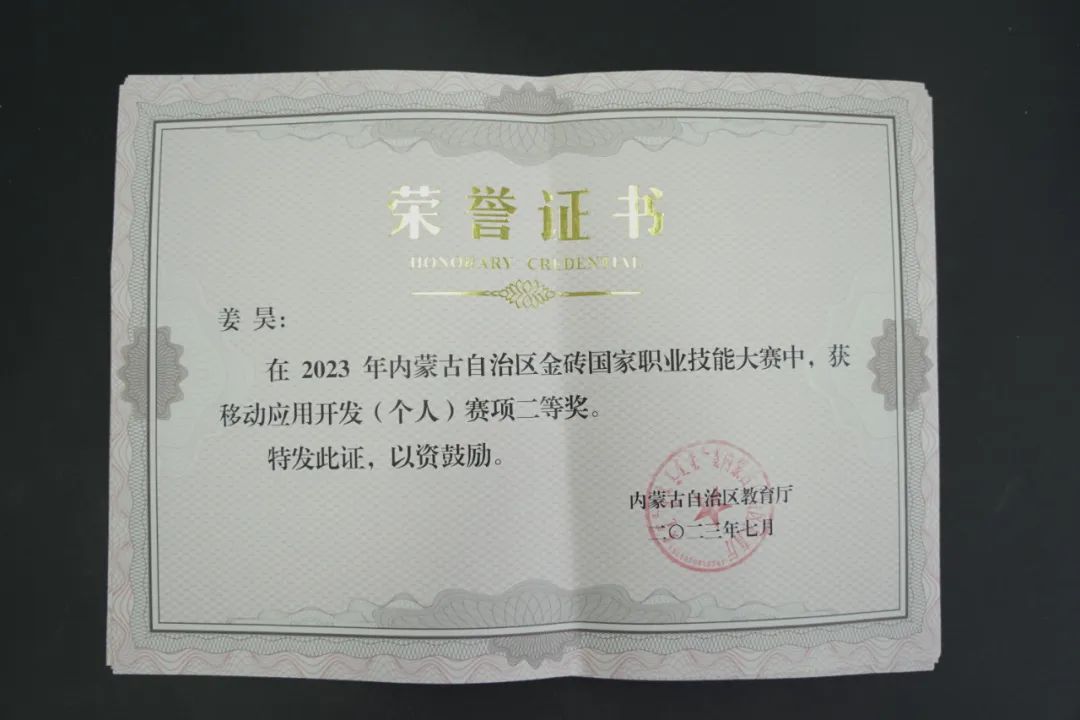 荣誉证书
HONORARY CREDENTIAL
姜 昊：
在 2023 年内蒙古自治区金砖国家职业技能大赛中，获
移动应用开发（个人）赛项二等奖。
特发此证，以资鼓励。
内蒙古自治区教育厅
二〇二三年七月